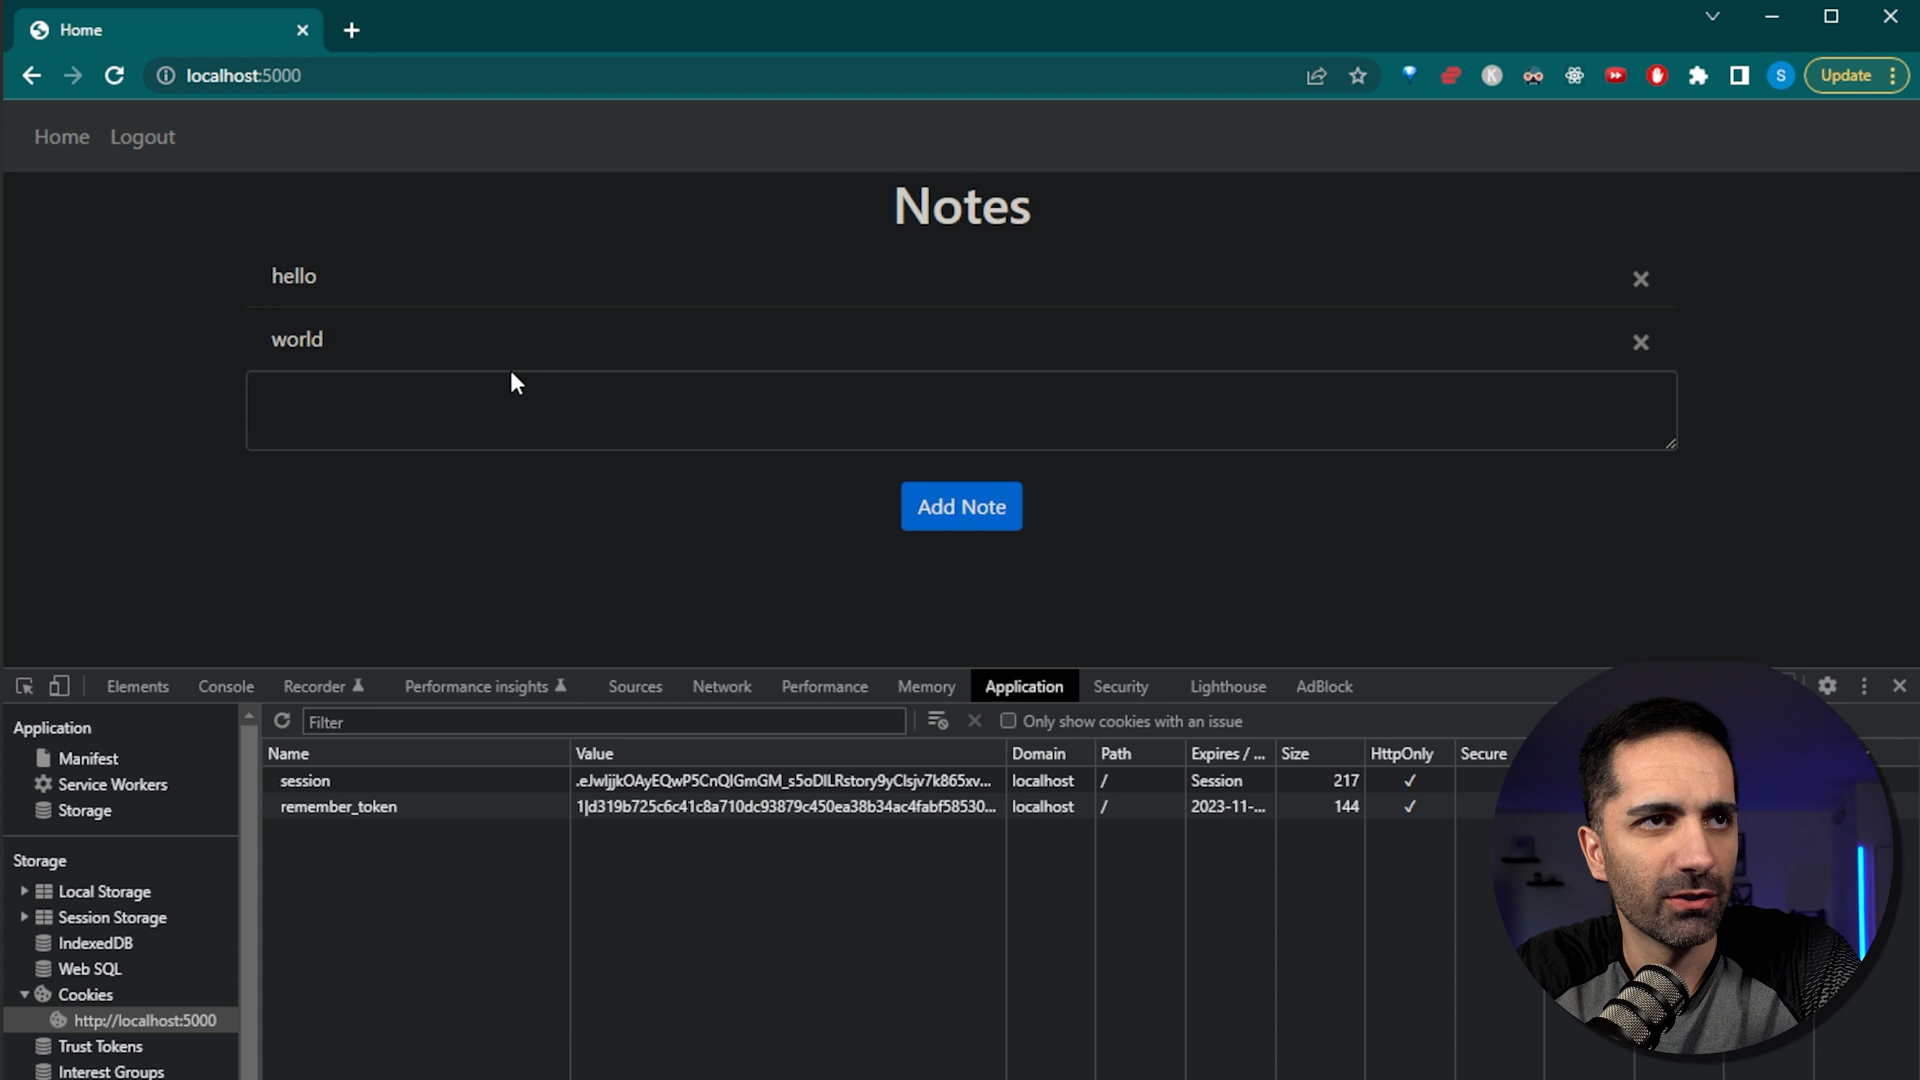 Home
localhost:5000
K
S
Update
Home Logout
Notes
hello
world
Add Note
Elements Console Recorder Performance insights Sources Network Performance Memory Application Security Lighthouse AdBlock
Application
Manifest
Service Workers
Storage
Storage
Local Storage
Session Storage
IndexedDB
Web SQL
Cookies
http://localhost:5000
Trust Tokens
Interest Groups
Filter
Only show cookies with an issue
Name Value Domain Path Expires / ... Size HttpOnly Secure
session localhost / Session 217 ✓
remember_token 1|d319b725c6c41c8a710dc93879c450ea38b34ac4fabf58530... localhost / 2023-11-... 144 ✓